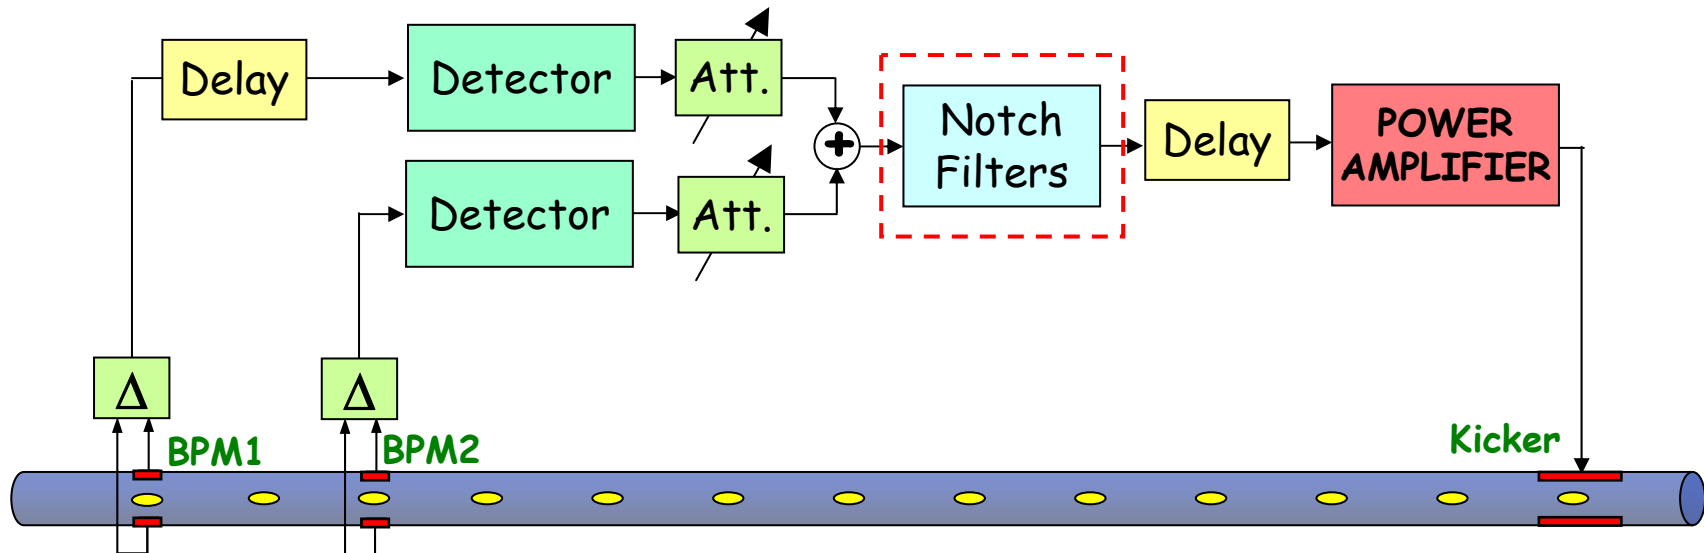 Delay
Detector
Att.
Detector
Att.
+
Notch
Filters
Delay
POWER
AMPLIFIER
Δ
Δ
BPM1
BPM2
Kicker